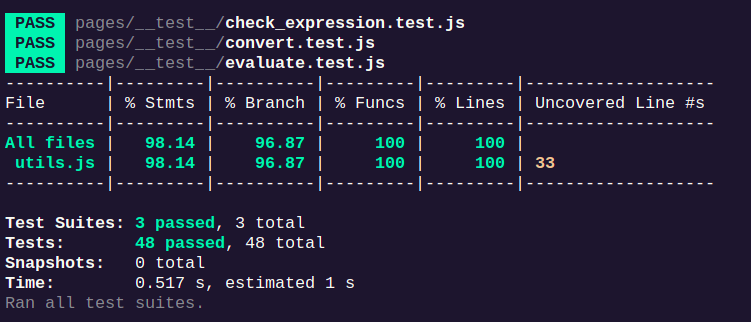 PASS pages/__test__/check_expression.test.js
PASS pages/__test__/convert.test.js
PASS pages/__test__/evaluate.test.js
----------|---------|----------|---------|---------|-------------------
File      | % Stmts | % Branch | % Funcs | % Lines | Uncovered Line #s
----------|---------|----------|---------|---------|-------------------
All files |   98.14 |    96.87 |     100 |     100 |
 utils.js |   98.14 |    96.87 |     100 |     100 | 33
----------|---------|----------|---------|---------|-------------------
Test Suites: 3 passed, 3 total
Tests:       48 passed, 48 total
Snapshots:   0 total
Time:        0.517 s, estimated 1 s
Ran all test suites.